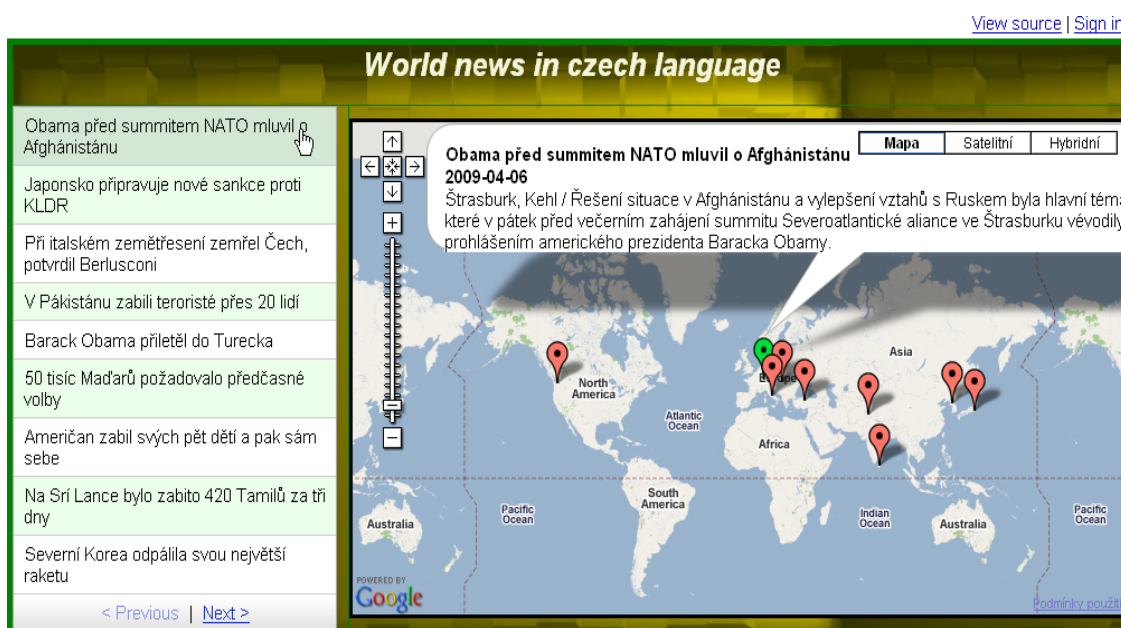 View source | Sign in
World news in czech language
Obama před summitem NATO mluvil o
Afghánistánu
Japonsko připravuje nové sankce proti
KLDR
Při italském zemětřesení zemřel Čech,
potvrdil Berlusconi
V Pákistánu zabili teroristé přes 20 lidí
Barack Obama přiletěl do Turecka
50 tisíc Maďarů požadovalo předčasné
volby
Američan zabil svých pět dětí a pak sám
sebe
Na Srí Lance bylo zabito 420 Tamilů za tři
dny
Severní Korea odpálila svou největší
raketu
< Previous | Next >
Mapa Satelitní Hybridní
Obama před summitem NATO mluvil o Afghánistánu
2009-04-06
Štrasburk, Kehl / Řešení situace v Afghánistánu a vylepšení vztahů s Ruskem byla hlavní téma
které v pátek před večerním zahájení summitu Severoatlantické aliance ve Štrasburku vévodily
prohlášením amerického prezidenta Baracka Obamy.
Asia
Europe
North
America
Atlantic
Ocean
Africa
South
America
Pacific
Ocean
Indian
Ocean
Australia
Australia
Pacific
Ocean
POWERED BY
Google
Podmínky použití